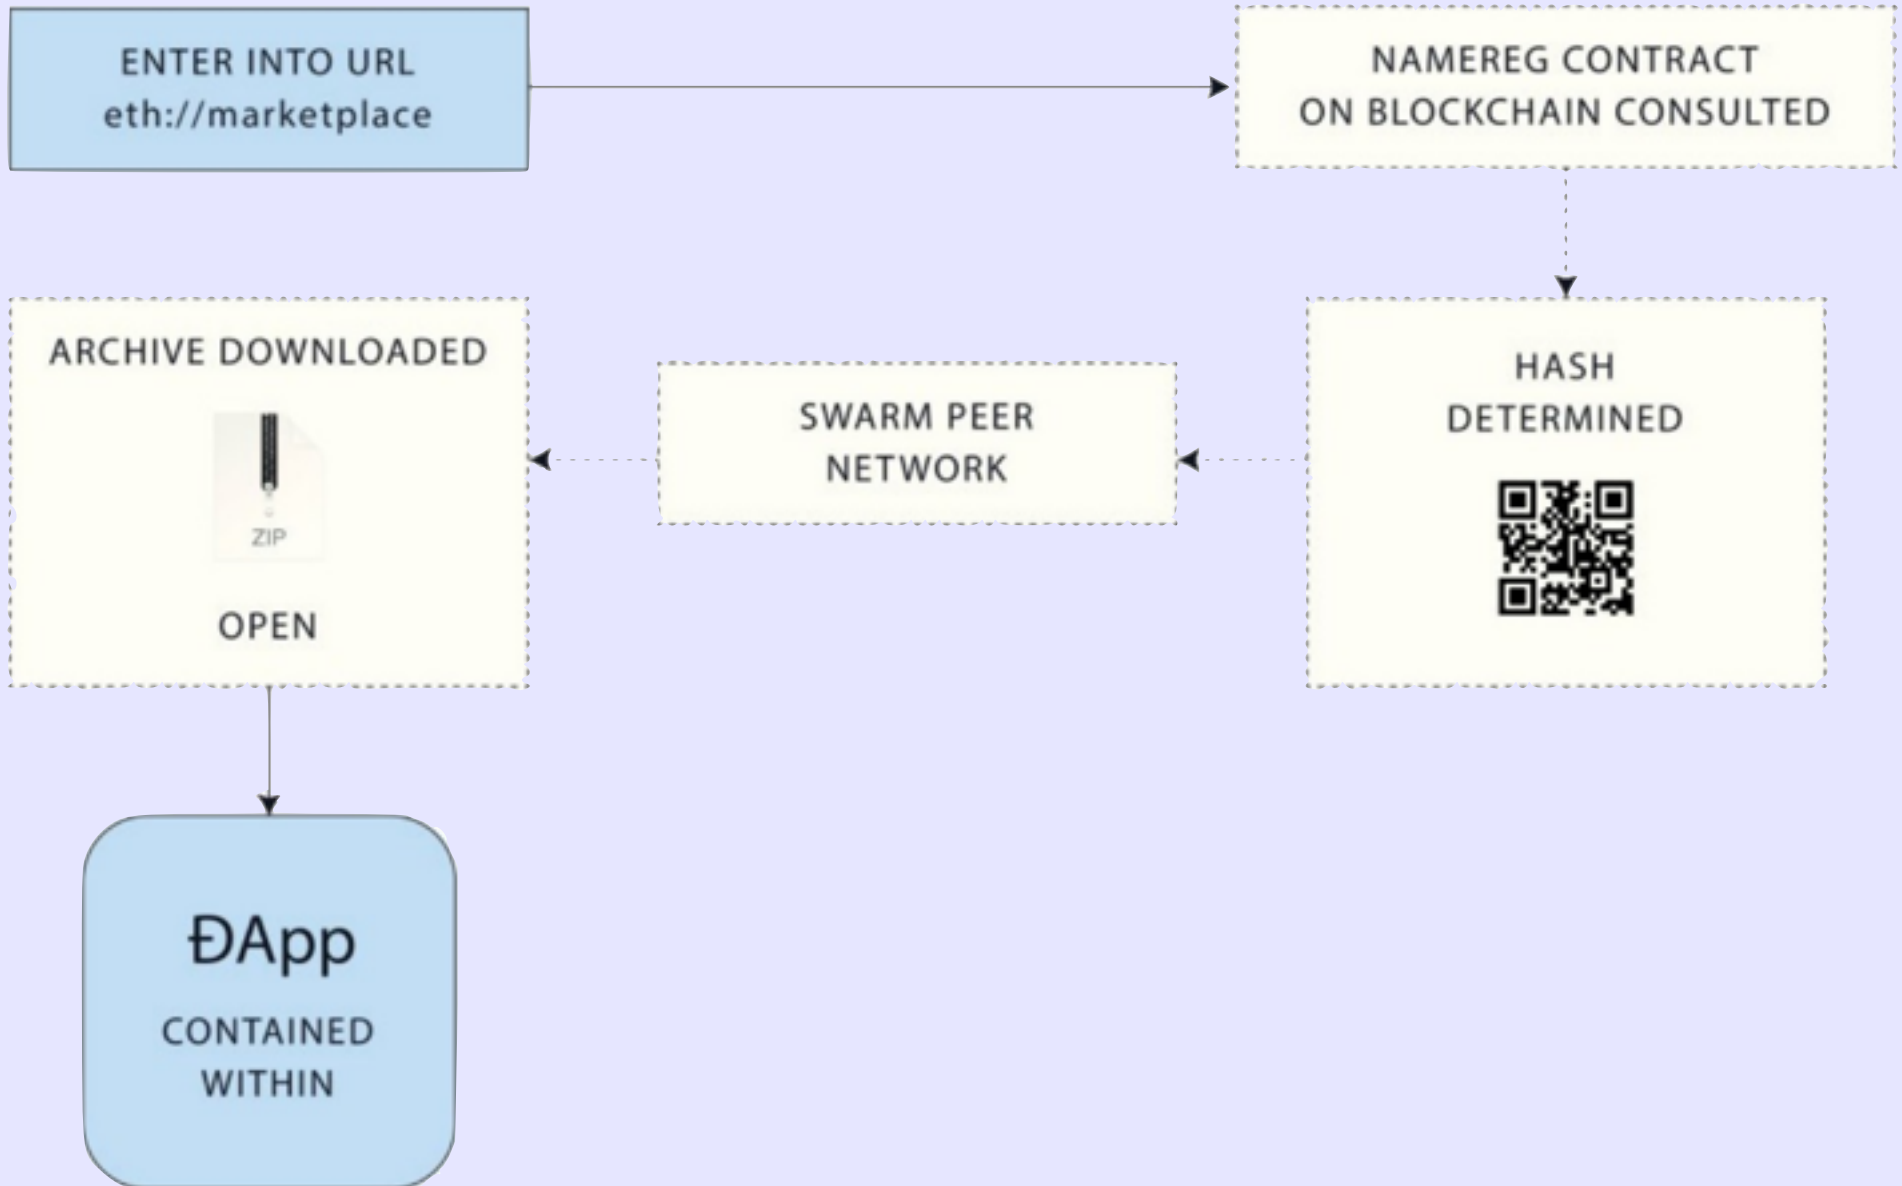 ENTER INTO URL
eth://marketplace
NAMEREG CONTRACT
ON BLOCKCHAIN CONSULTED
HASH
DETERMINED
SWARM PEER
NETWORK
ARCHIVE DOWNLOADED
ZIP
OPEN
ÐApp
CONTAINED
WITHIN